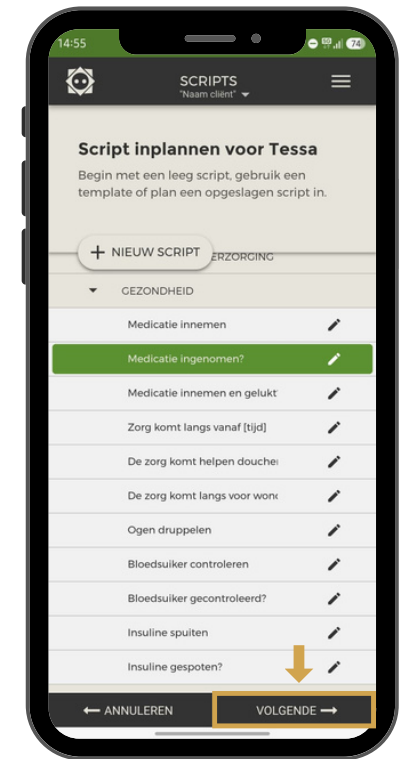 14:55
5G
74
SCRIPTS
"Naam cliënt"
Script inplannen voor Tessa
Begin met een leeg script, gebruik een
template of plan een opgeslagen script in.
+ NIEUW SCRIPT
ERZORGING
GEZONDHEID
Medicatie innemen
Medicatie ingenomen?
Medicatie innemen en gelukt
Zorg komt langs vanaf [tijd]
De zorg komt helpen douche
De zorg komt langs voor won
Ogen druppelen
Bloedsuiker controleren
Bloedsuiker gecontroleerd?
Insuline spuiten
Insuline gespoten?
← ANNULEREN
VOLGENDE →